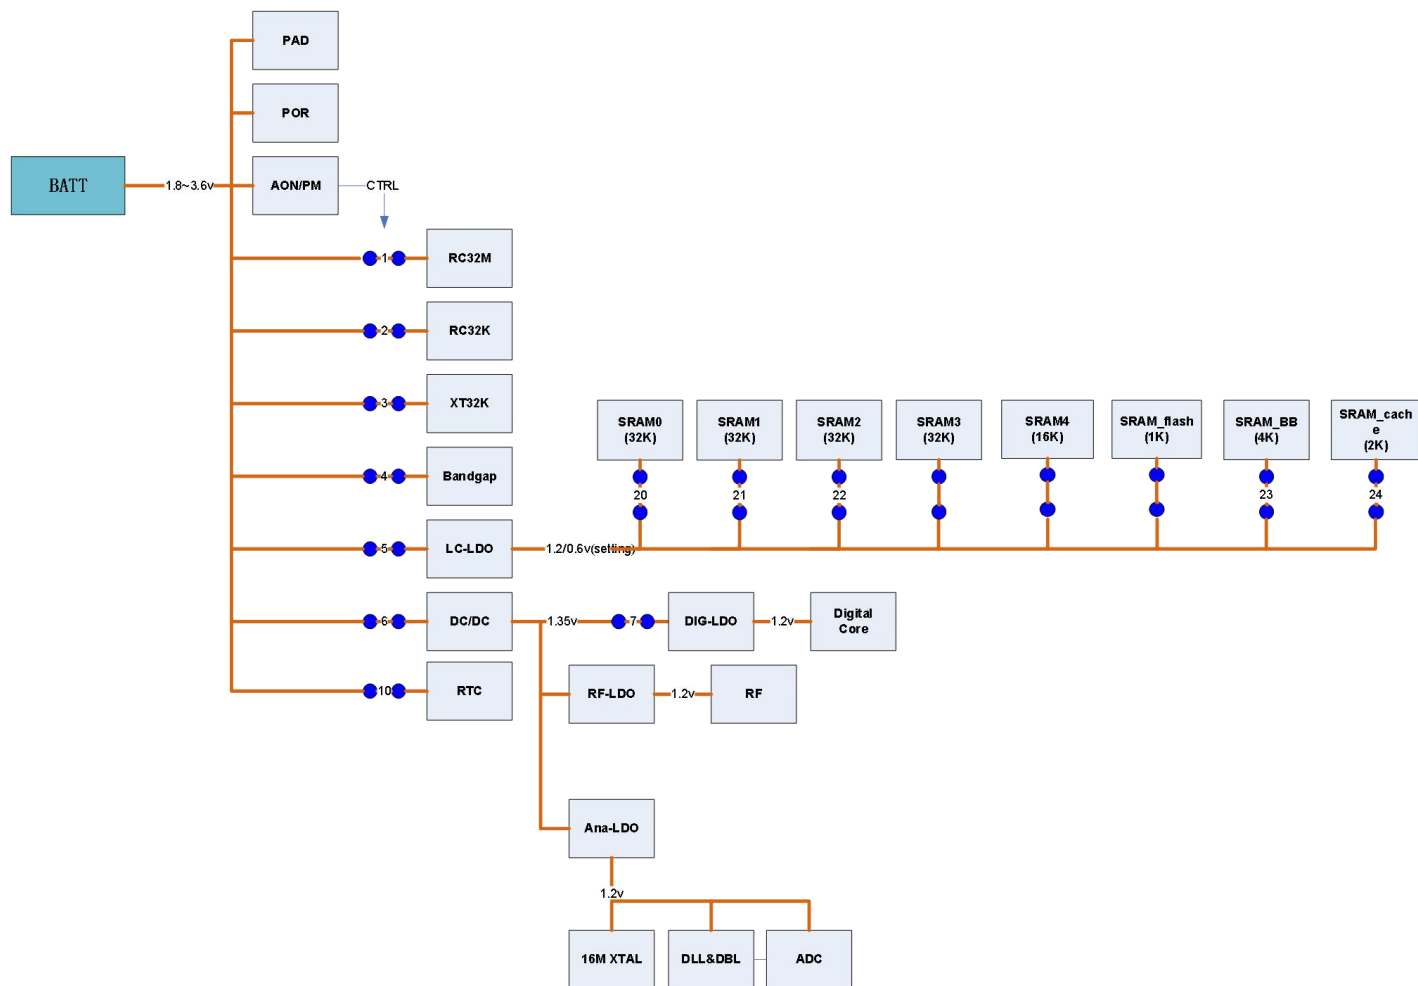 PAD
POR
BATT
1.8~3.6v
AON/PM
CTRL
1
RC32M
2
RC32K
3
XT32K
SRAM0
(32K)
SRAM1
(32K)
SRAM2
(32K)
SRAM3
(32K)
SRAM4
(16K)
SRAM_flash
(1K)
SRAM_BB
(4K)
SRAM_cach
e
(2K)
4
Bandgap
20
21
22
23
24
5
LC-LDO
1.2/0.6v(setting)
6
DC/DC
1.35v
7
DIG-LDO
1.2v
Digital
Core
10
RTC
RF-LDO
1.2v
RF
Ana-LDO
1.2v
16M XTAL
DLL&DBL
ADC